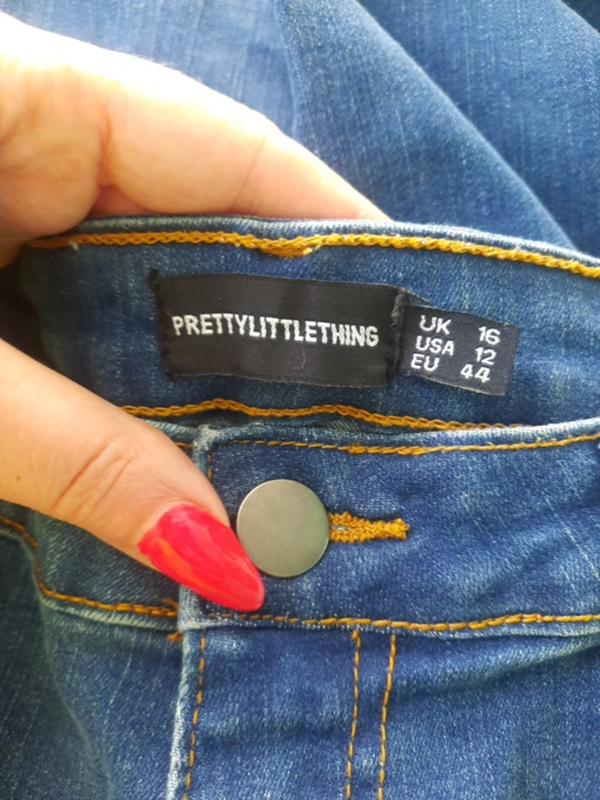 PRETTYLITTLETHING
UK 16
USA 12
EU 44